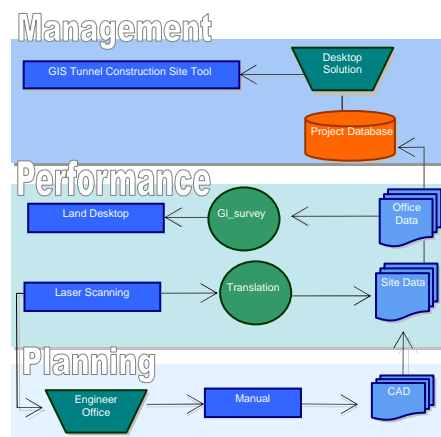 Management
Desktop
Solution
GIS Tunnel Construction Site Tool
Project Database
Performance
Land Desktop
GI_survey
Office
Data
Laser Scanning
Translation
Site Data
Planning
Engineer
Office
Manual
CAD